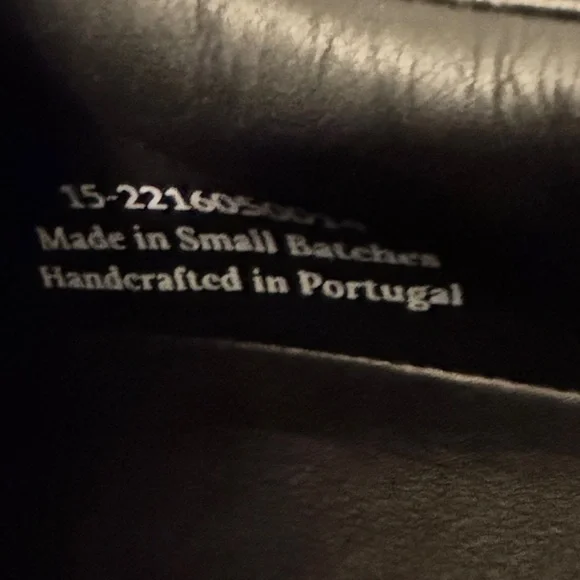 Made in Small Batches
Handcrafted in Portugal